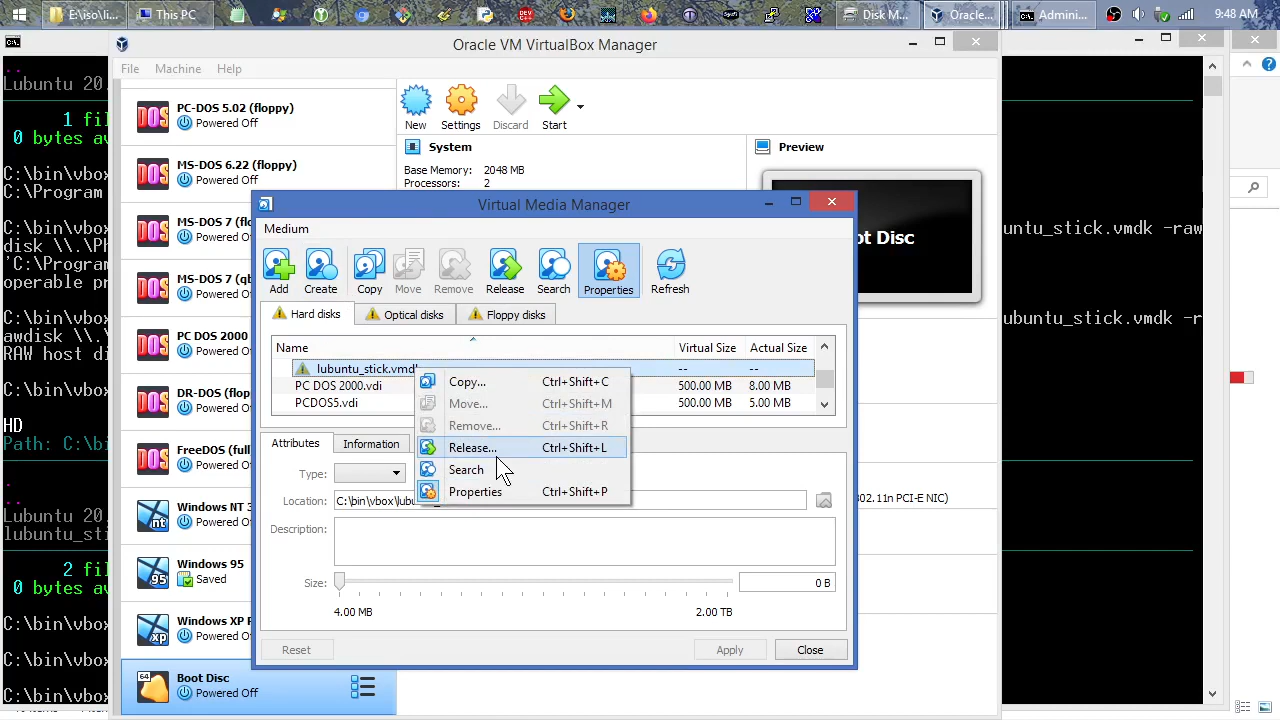 E:\iso\l...
This PC
Disk M...
Oracle...
Admini...
9:48 AM
Oracle VM VirtualBox Manager
File Machine Help
..
Lubuntu 20.
1 fil
0 bytes av
C:\bin\vbox
C:\Program
C:\bin\vbox
disk \\.\Ph
'C:\Program
operable pr
C:\bin\vbox
awdisk \\.\
RAW host di
C:\bin\vbox
HD
Path: C:\bin
.
..
Lubuntu 20.
lubuntu_sti
2 fil
0 bytes av
C:\bin\vbox
C:\bin\vbox
C:\bin\vbox
PC-DOS 5.02 (floppy)
Powered Off
MS-DOS 6.22 (floppy)
Powered Off
MS-DOS 7 (flo
Powered Off
MS-DOS 7 (qb
Powered Off
PC DOS 2000
Powered Off
DR-DOS (flop
Powered Off
FreeDOS (full
Powered Off
Windows NT 3
Powered Off
Windows 95
Saved
Windows XP P
Powered Off
Boot Disc
Powered Off
New
Settings
Discard
Start
System
Base Memory: 2048 MB
Processors: 2
Preview
ot Disc
802.11n PCI-E NIC)
untu_stick.vmdk -raw
ubuntu_stick.vmdk -r
Virtual Media Manager
Medium
Add
Create
Copy
Move
Remove
Release
Search
Properties
Refresh
Hard disks
Optical disks
Floppy disks
Name Virtual Size Actual Size
lubuntu_stick.vmdk -- --
PC DOS 2000.vdi 500.00 MB 8.00 MB
PCDOS5.vdi 500.00 MB 5.00 MB
Copy... Ctrl+Shift+C
Move... Ctrl+Shift+M
Remove... Ctrl+Shift+R
Release... Ctrl+Shift+L
Search
Properties Ctrl+Shift+P
Attributes
Information
Type:
Location: C:\bin\vbox\lubu
Description:
Size: 0 B
4.00 MB 2.00 TB
Reset
Apply
Close